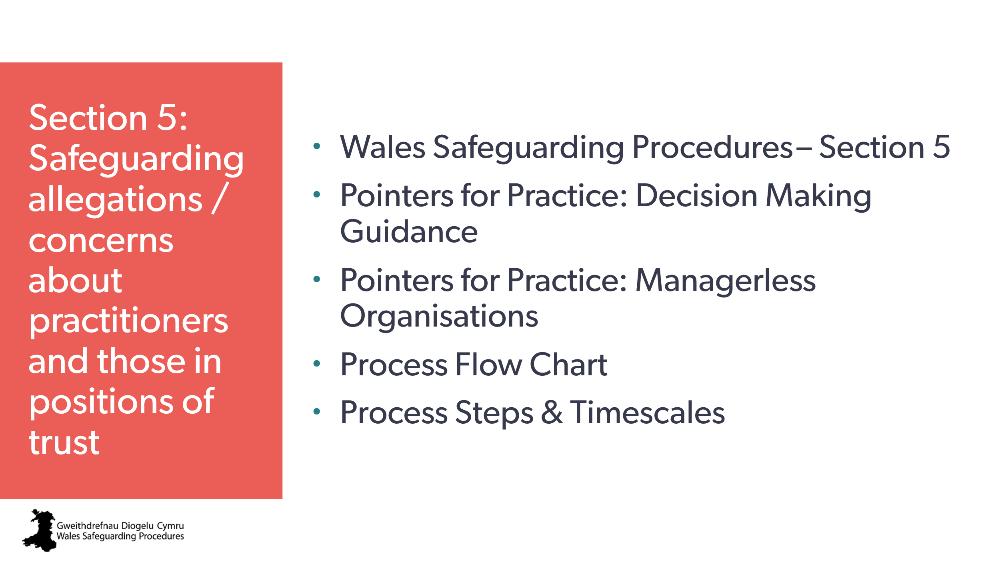 Section 5:
Safeguarding
allegations /
concerns
about
practitioners
and those in
positions of
trust
• Wales Safeguarding Procedures– Section 5
• Pointers for Practice: Decision Making
Guidance
• Pointers for Practice: Managerless
Organisations
• Process Flow Chart
• Process Steps & Timescales
Gweithdrefnau Diogelu Cymru
Wales Safeguarding Procedures